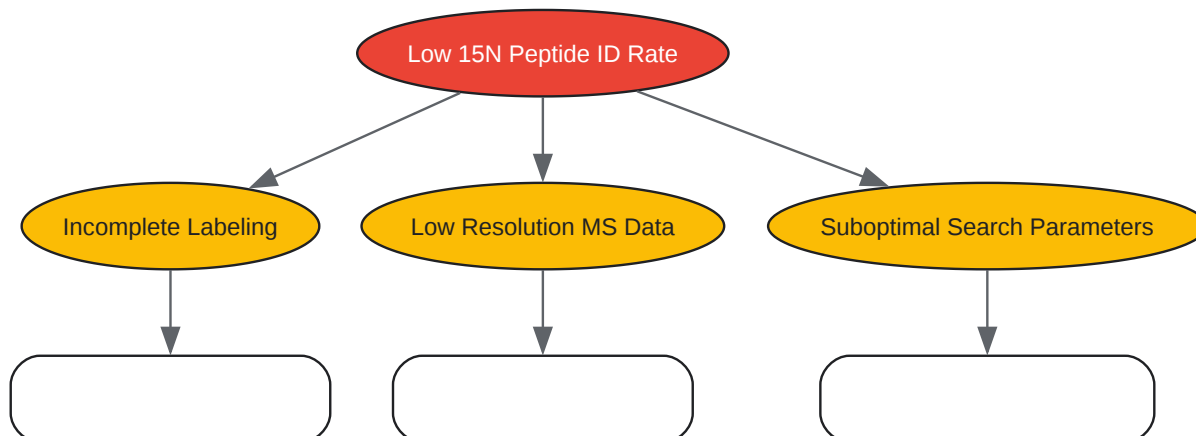 Low 15N Peptide ID Rate
Incomplete Labeling
Low Resolution MS Data
Suboptimal Search Parameters